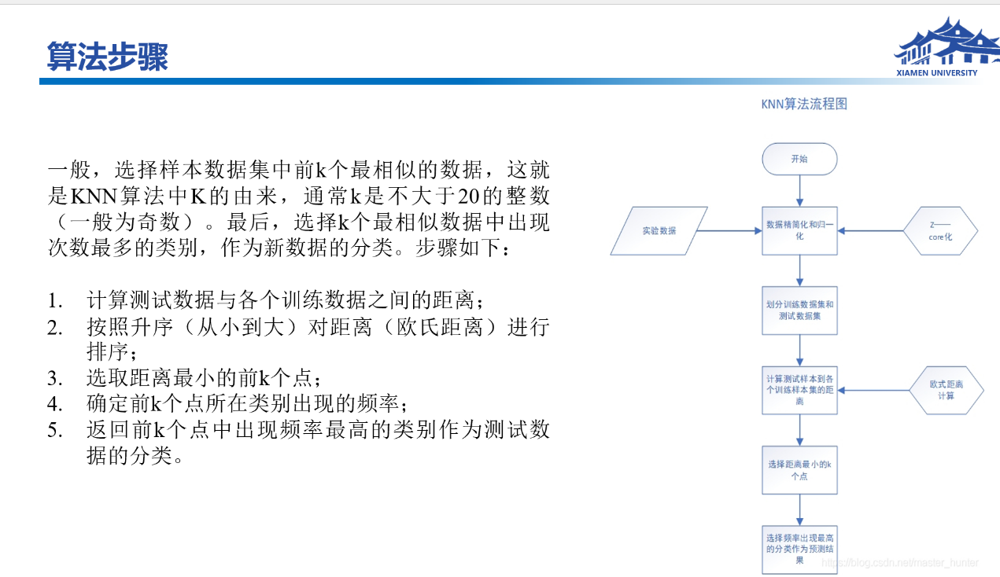 算法步骤
XIAMEN UNIVERSITY
一般，选择样本数据集中前k个最相似的数据，这就
是KNN算法中K的由来，通常k是不大于20的整数
（一般为奇数）。最后，选择k个最相似数据中出现
次数最多的类别，作为新数据的分类。步骤如下：
1. 计算测试数据与各个训练数据之间的距离；
2. 按照升序（从小到大）对距离（欧氏距离）进行
排序；
3. 选取距离最小的前k个点；
4. 确定前k个点所在类别出现的频率；
5. 返回前k个点中出现频率最高的类别作为测试数
据的分类。
KNN算法流程图
开始
实验数据
数据精简化和归一
化
Z——
core化
划分训练数据集和
测试数据集
计算测试样本到各
个训练样本集的距
离
欧式距离
计算
选择距离最小的k
个点
选择频率出现最高
的分类作为预测结
果
https://blog.csdn.net/master_hunter